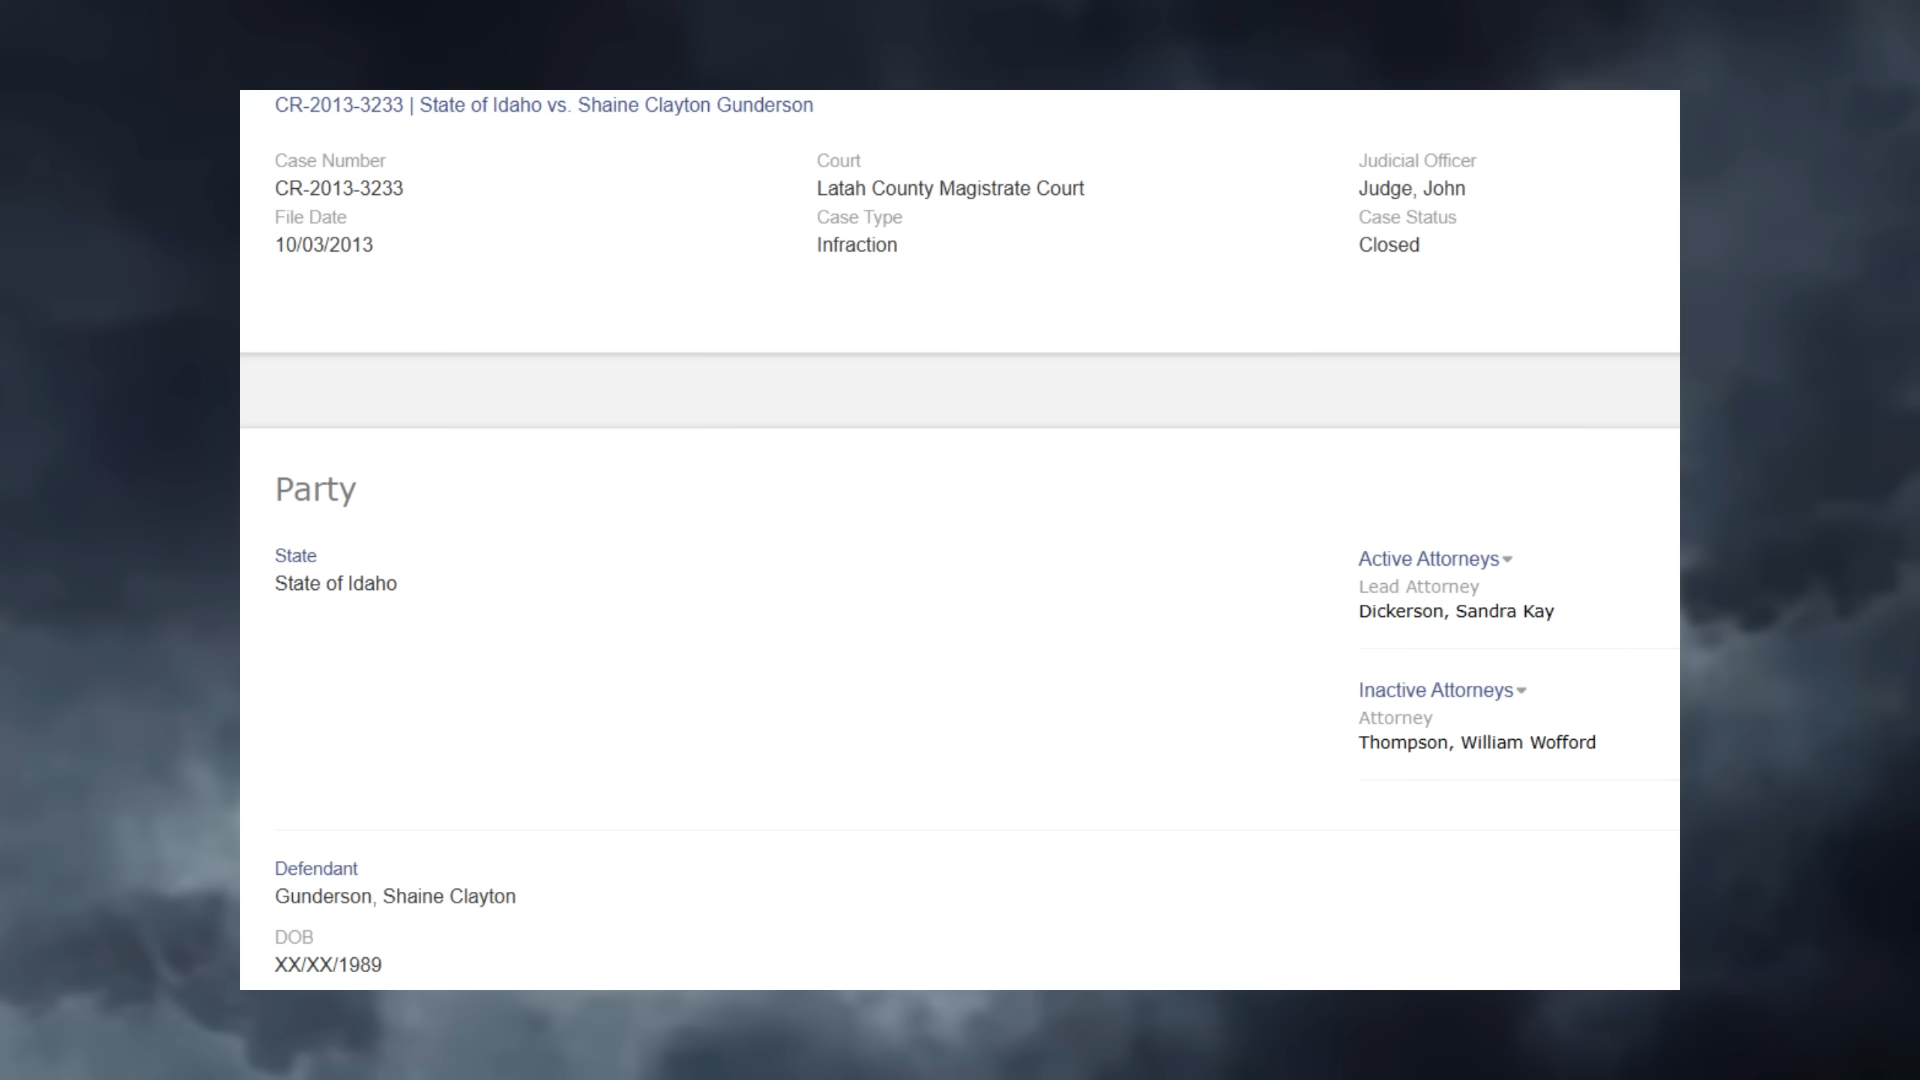 CR-2013-3233 | State of Idaho vs. Shaine Clayton Gunderson
Case Number
CR-2013-3233
File Date
10/03/2013
Court
Latah County Magistrate Court
Case Type
Infraction
Judicial Officer
Judge, John
Case Status
Closed
Party
State
State of Idaho
Active Attorneys
Lead Attorney
Dickerson, Sandra Kay
Inactive Attorneys
Attorney
Thompson, William Wofford
Defendant
Gunderson, Shaine Clayton
DOB
XX/XX/1989